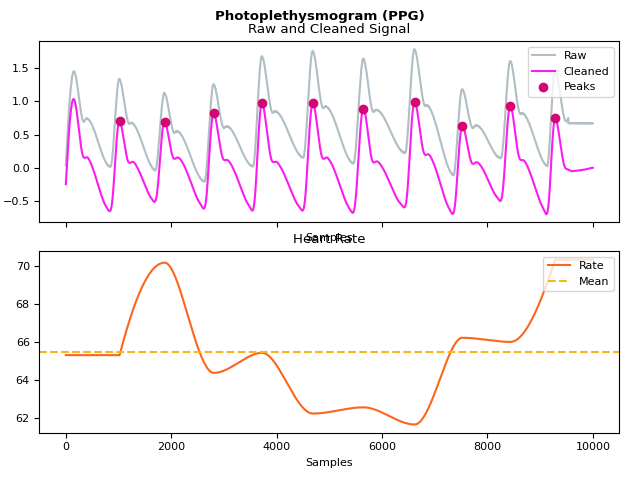 Photoplethysmogram (PPG)
Raw and Cleaned Signal
1.5
1.0
0.5
0.0
−0.5
Raw
Cleaned
Peaks
Samples
Heart Rate
70
68
66
64
62
Rate
Mean
0
2000
4000
6000
8000
10000
Samples